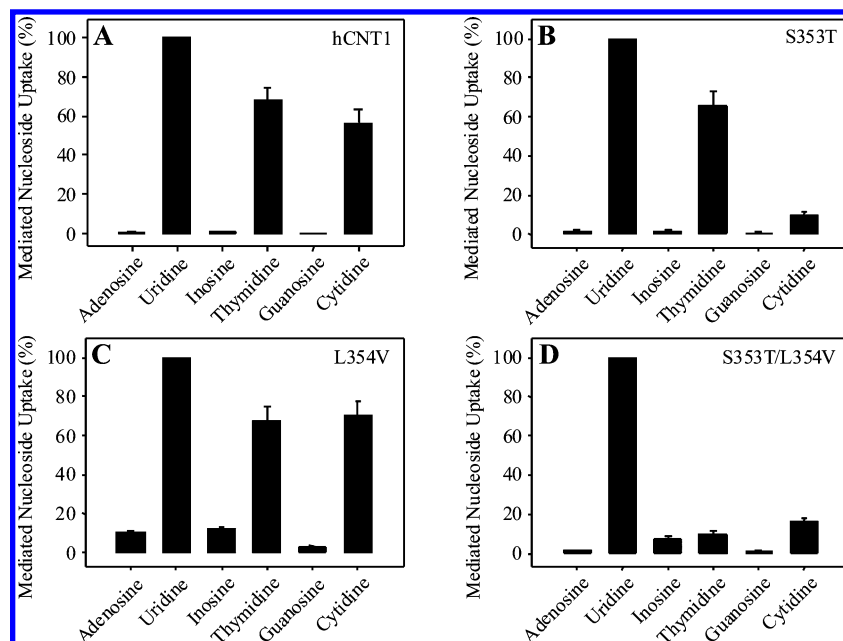 A
hCNT1
Mediated Nucleoside Uptake (%)
100
80
60
40
20
0
Adenosine
Uridine
Inosine
Thymidine
Guanosine
Cytidine
B
S353T
Mediated Nucleoside Uptake (%)
100
80
60
40
20
0
Adenosine
Uridine
Inosine
Thymidine
Guanosine
Cytidine
C
L354V
Mediated Nucleoside Uptake (%)
100
80
60
40
20
0
Adenosine
Uridine
Inosine
Thymidine
Guanosine
Cytidine
D
S353T/L354V
Mediated Nucleoside Uptake (%)
100
80
60
40
20
0
Adenosine
Uridine
Inosine
Thymidine
Guanosine
Cytidine